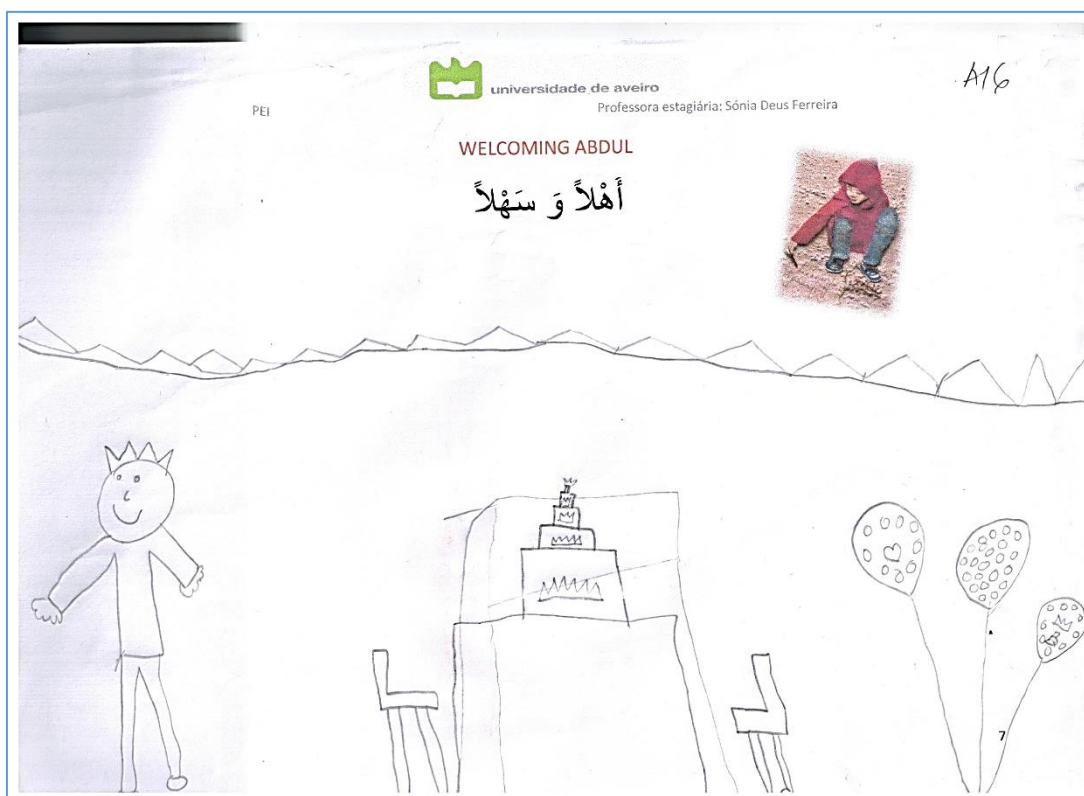 A16
universidade de aveiro
PEI
Professora estagiária: Sónia Deus Ferreira
WELCOMING ABDUL
أَهْلاً وَ سَهْلاً
7